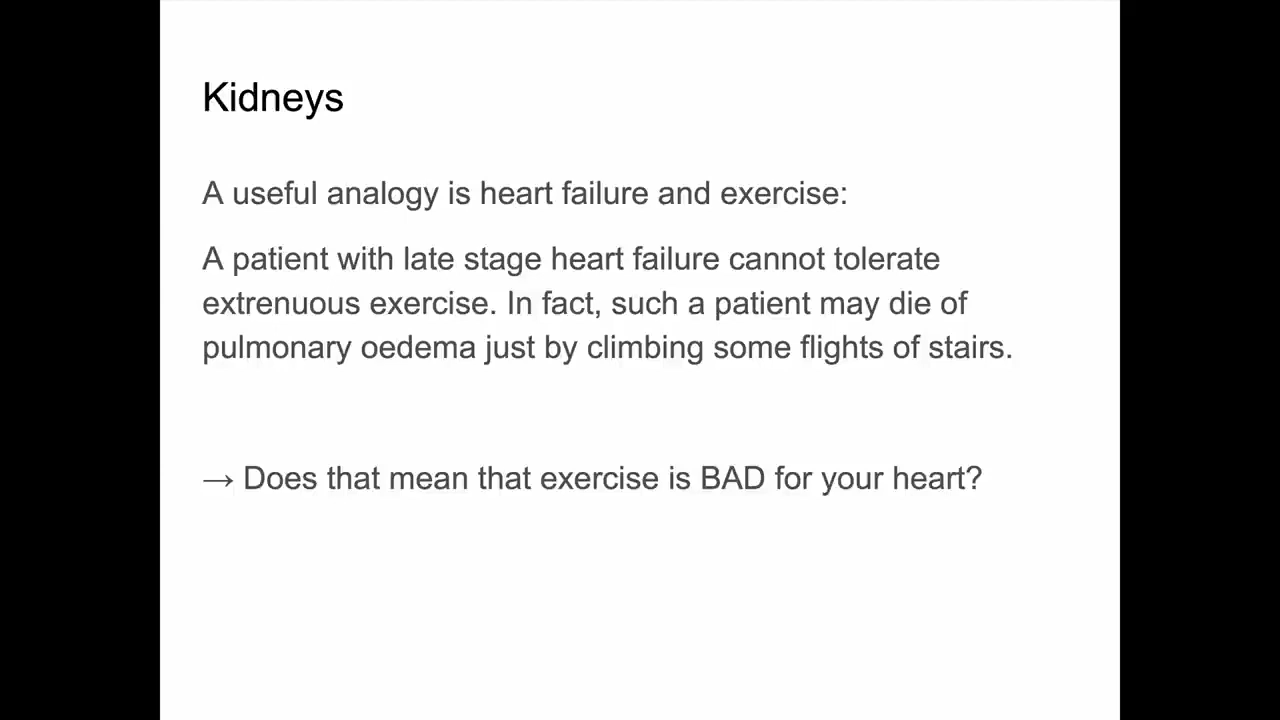 Kidneys
A useful analogy is heart failure and exercise:
A patient with late stage heart failure cannot tolerate
extrenuous exercise. In fact, such a patient may die of
pulmonary oedema just by climbing some flights of stairs.
→ Does that mean that exercise is BAD for your heart?